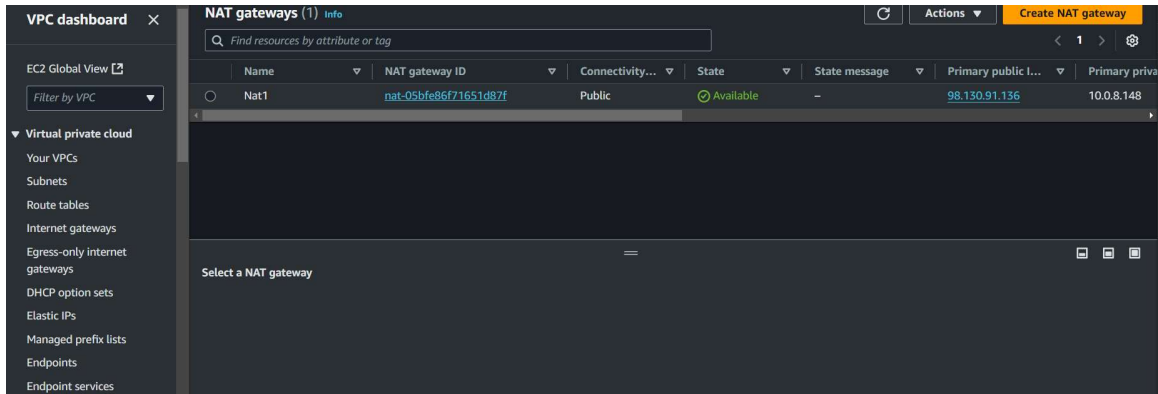 VPC dashboard
EC2 Global View
Filter by VPC
Virtual private cloud
Your VPCs
Subnets
Route tables
Internet gateways
Egress-only internet
gateways
DHCP option sets
Elastic IPs
Managed prefix lists
Endpoints
Endpoint services
NAT gateways (1) Info
Actions
Create NAT gateway
Find resources by attribute or tag
1
Name NAT gateway ID Connectivity... State State message Primary public I... Primary priva
Nat1 nat-05bfe86f71651d87f Public Available – 98.130.91.136 10.0.8.148
Select a NAT gateway